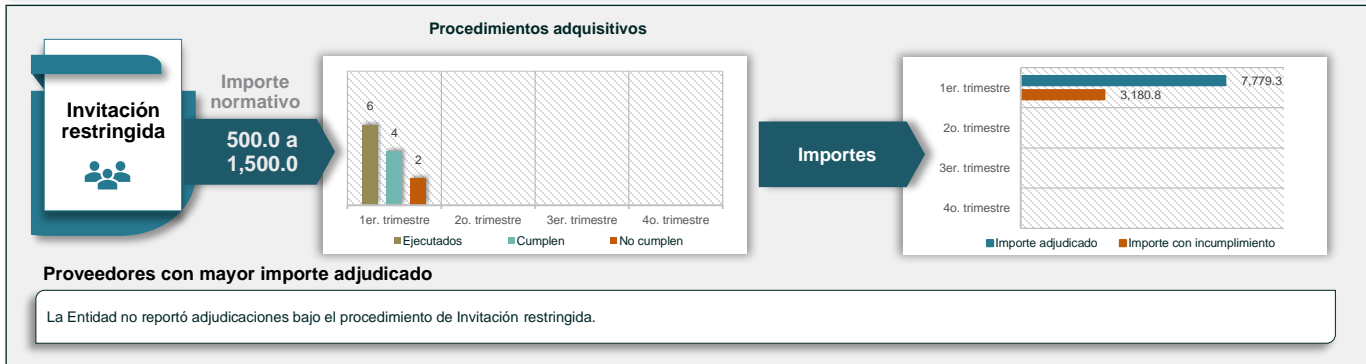 Procedimientos adquisitivos
Invitación
restringida
Importe
normativo
500.0 a
1,500.0
6
4
2
1er. trimestre
2o. trimestre
3er. trimestre
4o. trimestre
Ejecutados
Cumplen
No cumplen
Importes
1er. trimestre
7,779.3
3,180.8
2o. trimestre
3er. trimestre
4o. trimestre
Importe adjudicado
Importe con incumplimiento
Proveedores con mayor importe adjudicado
La Entidad no reportó adjudicaciones bajo el procedimiento de Invitación restringida.